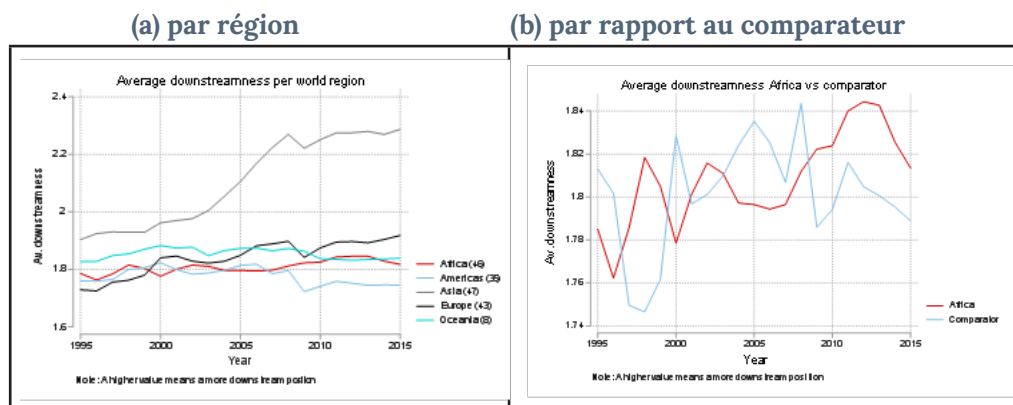 (a) par région
(b) par rapport au comparateur
Average downstreamness per world region
2.4
2.2
2
1.8
1.6
Av. downstreamness
1995
2000
2005
2010
2015
Year
Africa (46)
Americas (35)
Asia (47)
Europe (43)
Oceania (8)
Note: A higher value means a more downstream position
Average downstreamness Africa vs comparator
1.84
1.82
1.8
1.78
1.76
1.74
Av. downstreamness
1995
2000
2005
2010
2015
Year
Africa
Comparator
Note: A higher value means a more downstream position